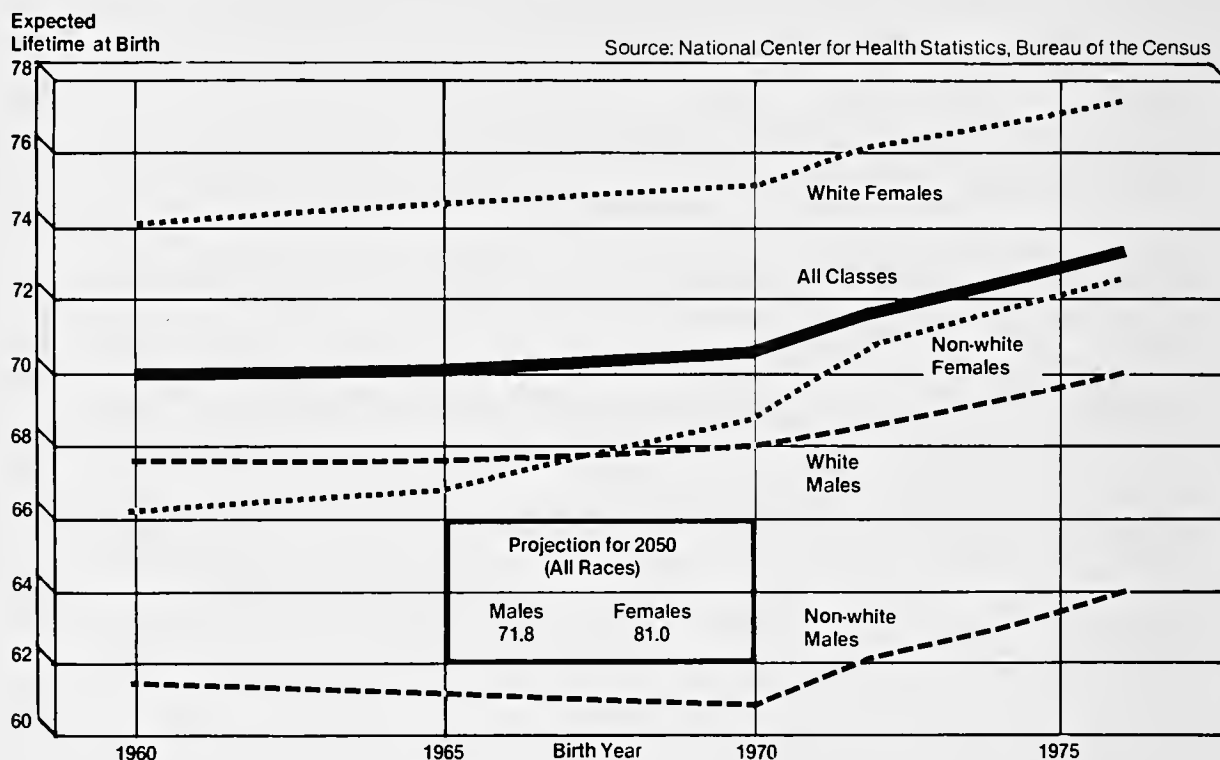 Expected
Lifetime at Birth
Source: National Center for Health Statistics, Bureau of the Census
78
76
White Females
74
All Classes
72
Non-white
Females
70
68
White
Males
66
Projection for 2050
(All Races)
64
Males Females
71.8 81.0
Non-white
Males
62
60
1960 1965 Birth Year 1970 1975